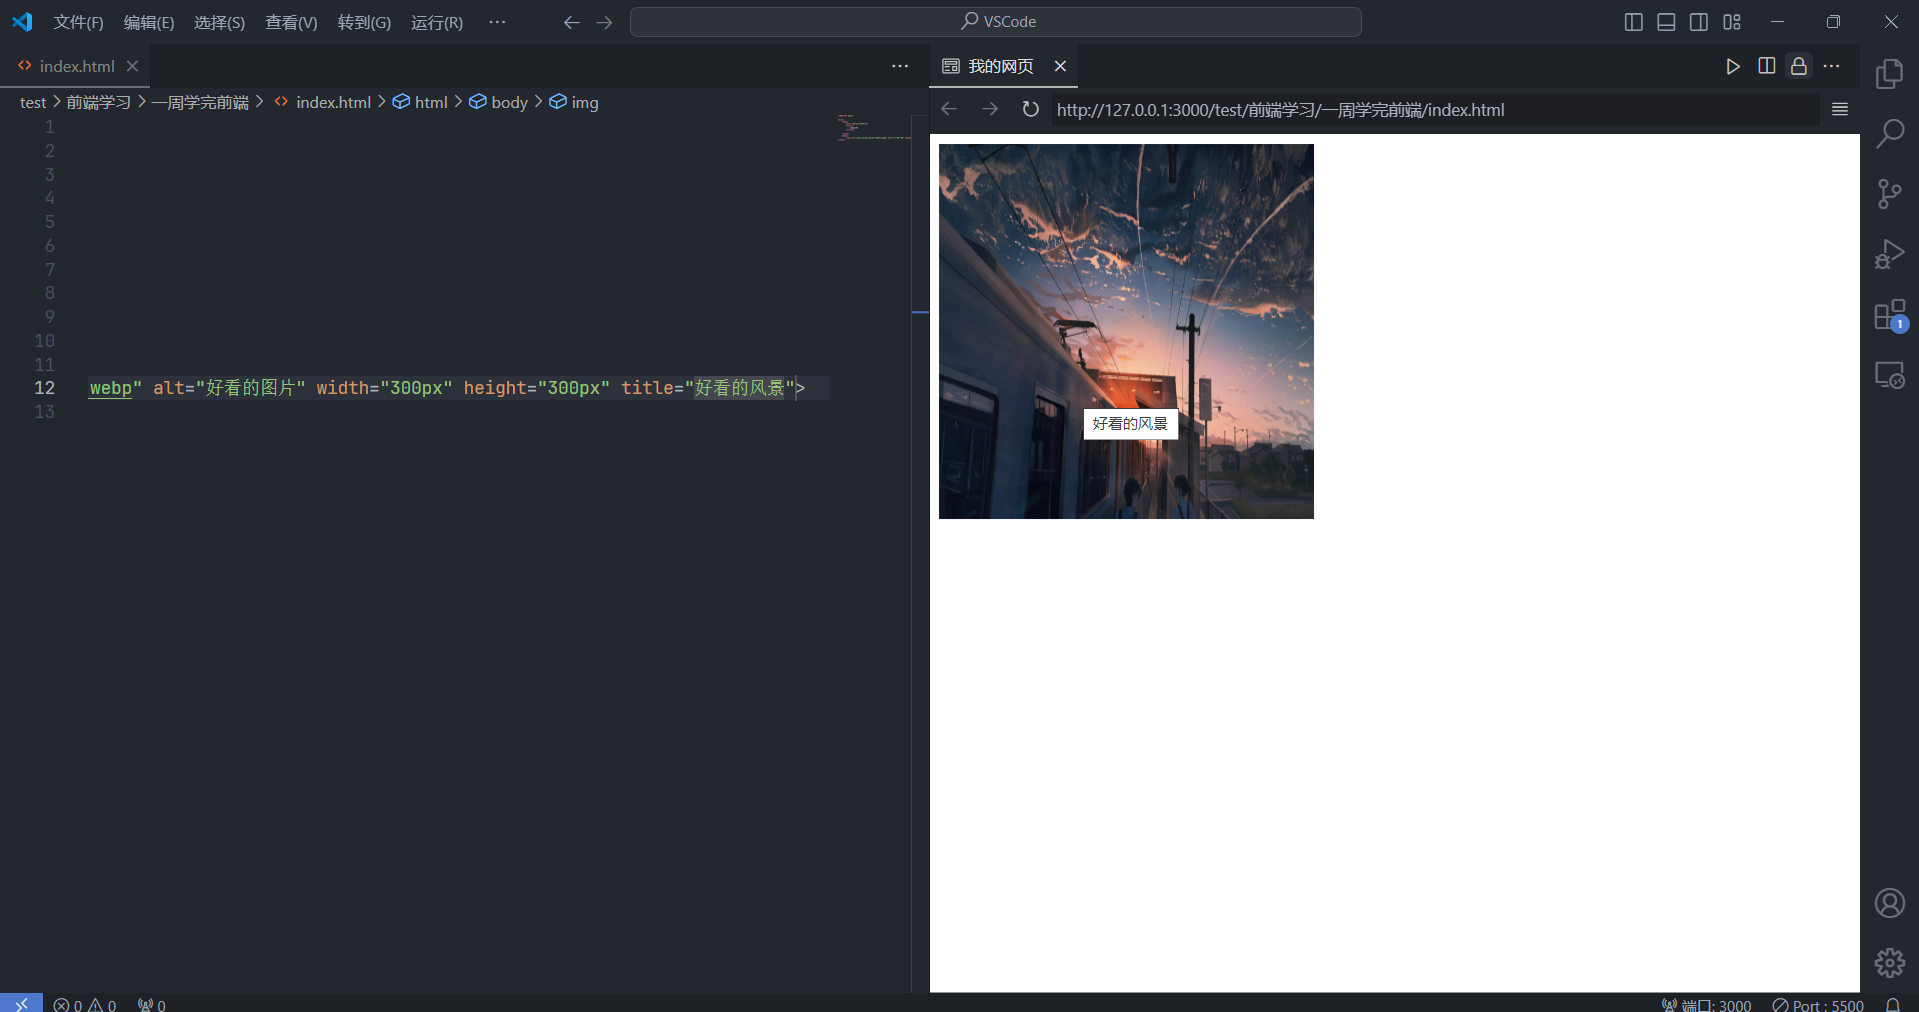 文件(F) 编辑(E) 选择(S) 查看(V) 转到(G) 运行(R) ··· VSCode
index.html
test > 前端学习 > 一周学完前端 > index.html > html > body > img
1
2
3
4
5
6
7
8
9
10
11
12 webp" alt="好看的图片" width="300px" height="300px" title="好看的风景">
13
我的网页
http://127.0.0.1:3000/test/前端学习/一周学完前端/index.html
好看的风景
1
0 0 0
端口: 3000 Port : 5500